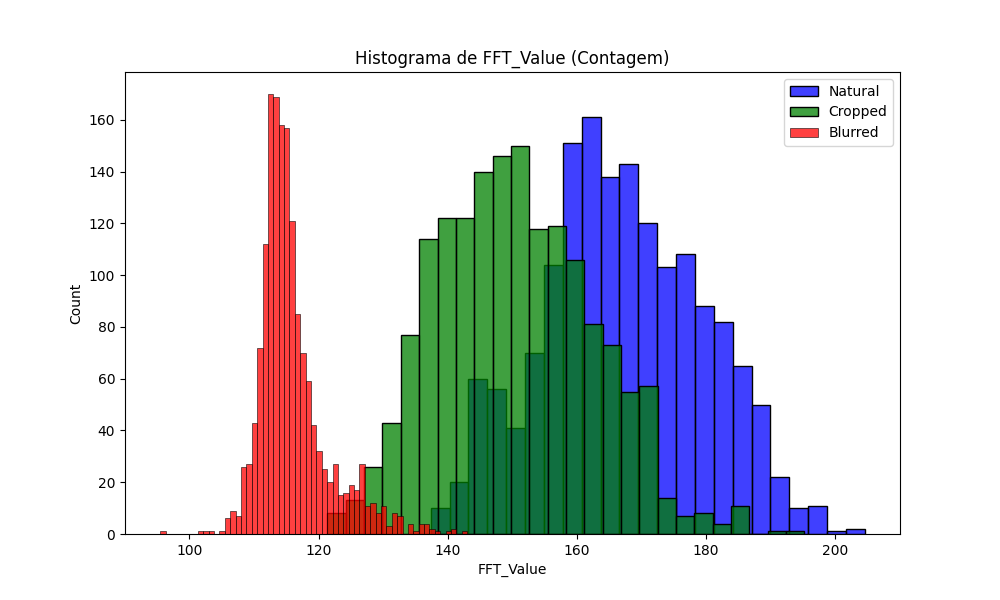 Histograma de FFT_Value (Contagem)
Natural
Cropped
Blurred
Count
160
140
120
100
80
60
40
20
0
100 120 140 160 180 200
FFT_Value